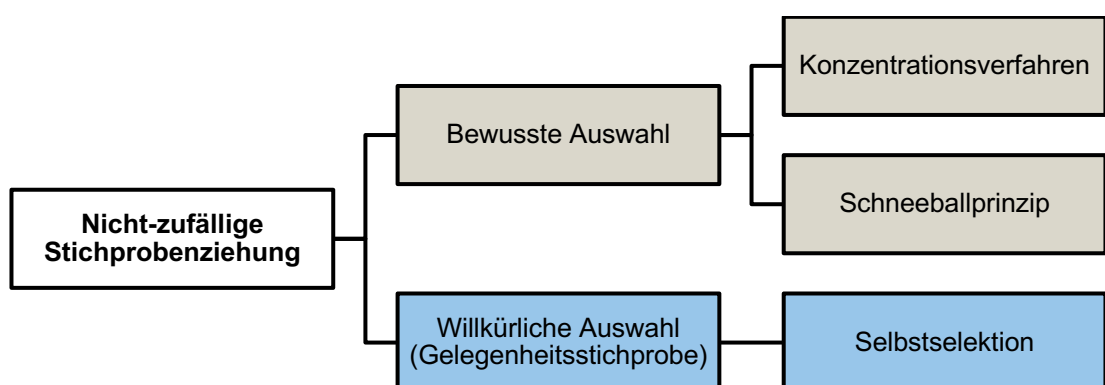 Nicht-zufällige
Stichprobenziehung
Bewusste Auswahl
Konzentrationsverfahren
Schneeballprinzip
Willkürliche Auswahl
(Gelegenheitsstichprobe)
Selbstselektion